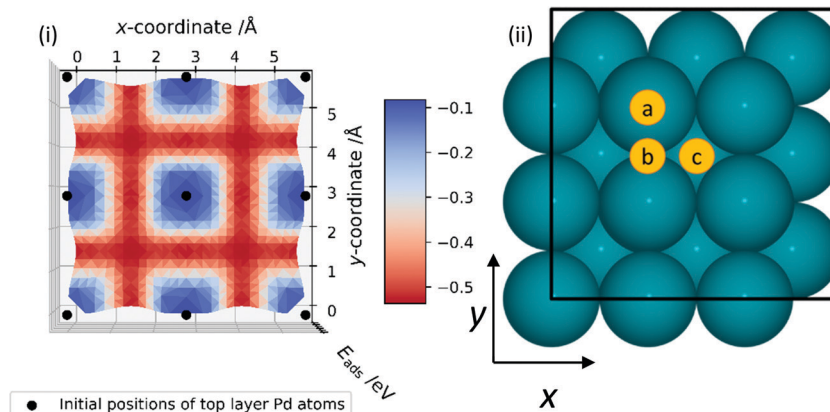 (i)
x-coordinate /Å
0 1 2 3 4 5
5
4
3
2
1
0
y-coordinate /Å
−0.1
−0.2
−0.3
−0.4
−0.5
E_ads /eV
Initial positions of top layer Pd atoms
(ii)
a
b c
y
x